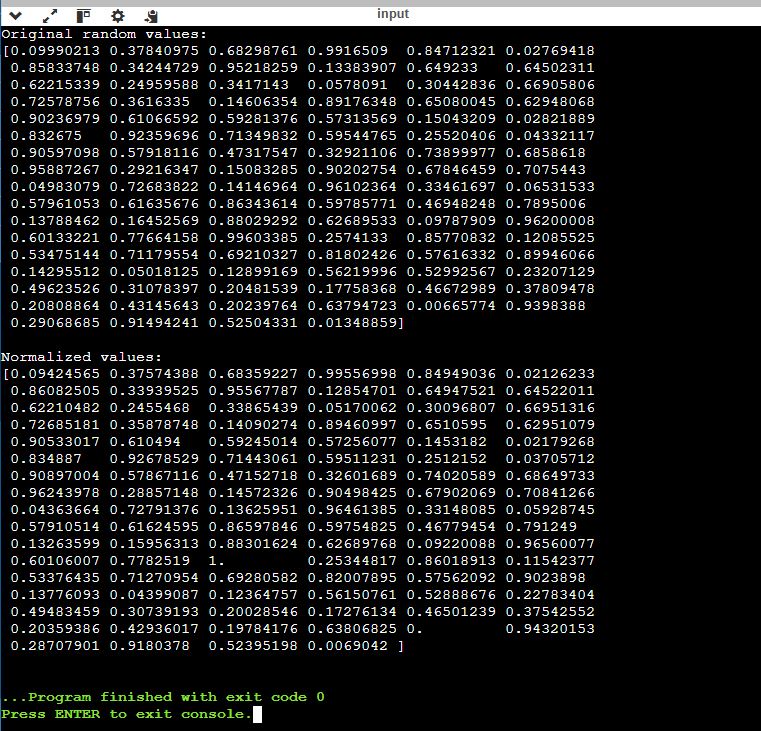 input
Original random values:
[0.09990213 0.37840975 0.68298761 0.9916509  0.84712321 0.02769418
 0.85833748 0.34244729 0.95218259 0.13383907 0.649233   0.64502311
 0.62215339 0.24959588 0.3417143  0.0578091  0.30442836 0.66905806
 0.72578756 0.3616335  0.14606354 0.89176348 0.65080045 0.62948068
 0.90236979 0.61066592 0.59281376 0.57313569 0.15043209 0.02821889
 0.832675   0.92359696 0.71349832 0.59544765 0.25520406 0.04332117
 0.90597098 0.57918116 0.47317547 0.32921106 0.73899977 0.6858618
 0.95887267 0.29216347 0.15083285 0.90202754 0.67846459 0.7075443
 0.04983079 0.72683822 0.14146964 0.96102364 0.33461697 0.06531533
 0.57961053 0.61635676 0.86343614 0.59785771 0.46948248 0.7895006
 0.13788462 0.16452569 0.88029292 0.62689533 0.09787909 0.96200008
 0.60133221 0.77664158 0.99603385 0.2574133  0.85770832 0.12085525
 0.53475144 0.71179554 0.69210327 0.81802426 0.57616332 0.89946066
 0.14295512 0.05018125 0.12899169 0.56219996 0.52992567 0.23207129
 0.49623526 0.31078397 0.20481539 0.17758368 0.46672989 0.37809478
 0.20808864 0.43145643 0.20239764 0.63794723 0.00665774 0.9398388
 0.29068685 0.91494241 0.52504331 0.01348859]
Normalized values:
[0.09424565 0.37574388 0.68359227 0.99556998 0.84949036 0.02126233
 0.86082505 0.33939525 0.95567787 0.12854701 0.64947521 0.64522011
 0.62210482 0.2455468  0.33865439 0.05170062 0.30096807 0.66951316
 0.72685181 0.35878748 0.14090274 0.89460997 0.6510595  0.62951079
 0.90533017 0.610494   0.59245014 0.57256077 0.1453182  0.02179268
 0.834887   0.92678529 0.71443061 0.59511231 0.2512152  0.03705712
 0.90897004 0.57867116 0.47152718 0.32601689 0.74020589 0.68649733
 0.96243978 0.28857148 0.14572326 0.90498425 0.67902069 0.70841266
 0.04363664 0.72791376 0.13625951 0.96461385 0.33148085 0.05928745
 0.57910514 0.61624595 0.86597846 0.59754825 0.46779454 0.791249
 0.13263599 0.15956313 0.88301624 0.62689768 0.09220088 0.96560077
 0.60106007 0.7782519  1.         0.25344817 0.86018913 0.11542377
 0.53376435 0.71270954 0.69280582 0.82007895 0.57562092 0.9023898
 0.13776093 0.04399087 0.12364757 0.56150761 0.52888676 0.22783404
 0.49483459 0.30739193 0.20028546 0.17276134 0.46501239 0.37542552
 0.20359386 0.42936017 0.19784176 0.63806825 0.         0.94320153
 0.28707901 0.9180378  0.52395198 0.0069042 ]
...Program finished with exit code 0
Press ENTER to exit console.